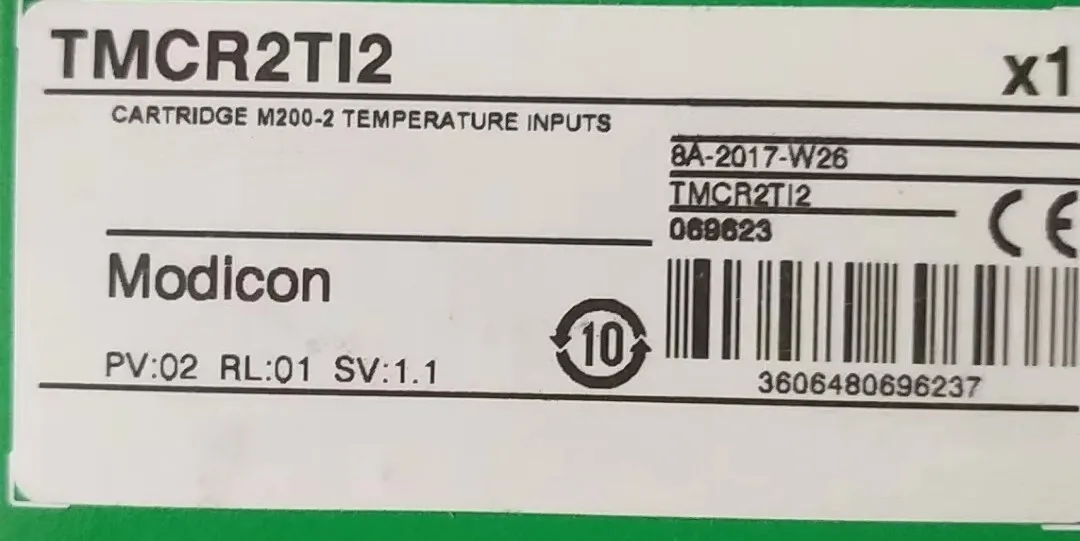 TMCR2TI2
x1
CARTRIDGE M200-2 TEMPERATURE INPUTS
8A-2017-W26
TMCR2TI2
069623
CE
Modicon
10
PV:02 RL:01 SV:1.1
3606480696237